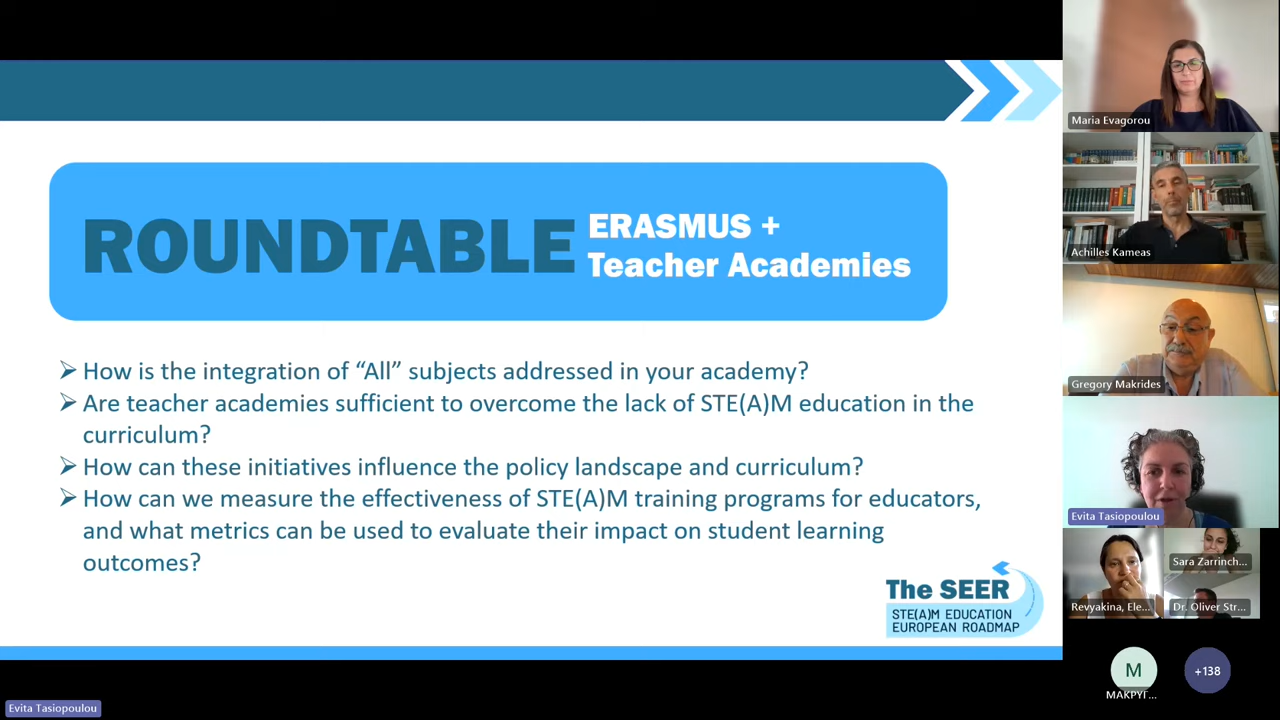 ROUNDTABLE
ERASMUS +
Teacher Academies
How is the integration of “All” subjects addressed in your academy?
Are teacher academies sufficient to overcome the lack of STE(A)M education in the
curriculum?
How can these initiatives influence the policy landscape and curriculum?
How can we measure the effectiveness of STE(A)M training programs for educators,
and what metrics can be used to evaluate their impact on student learning
outcomes?
The SEER
STE(A)M EDUCATION
EUROPEAN ROADMAP
Evita Tasiopoulou
Maria Evagorou
Achilles Kameas
Gregory Makrides
Evita Tasiopoulou
Revyakina, Ele...
Sara Zarrinch...
Dr. Oliver Str...
M
ΜΑΚΡΥΓ...
+138